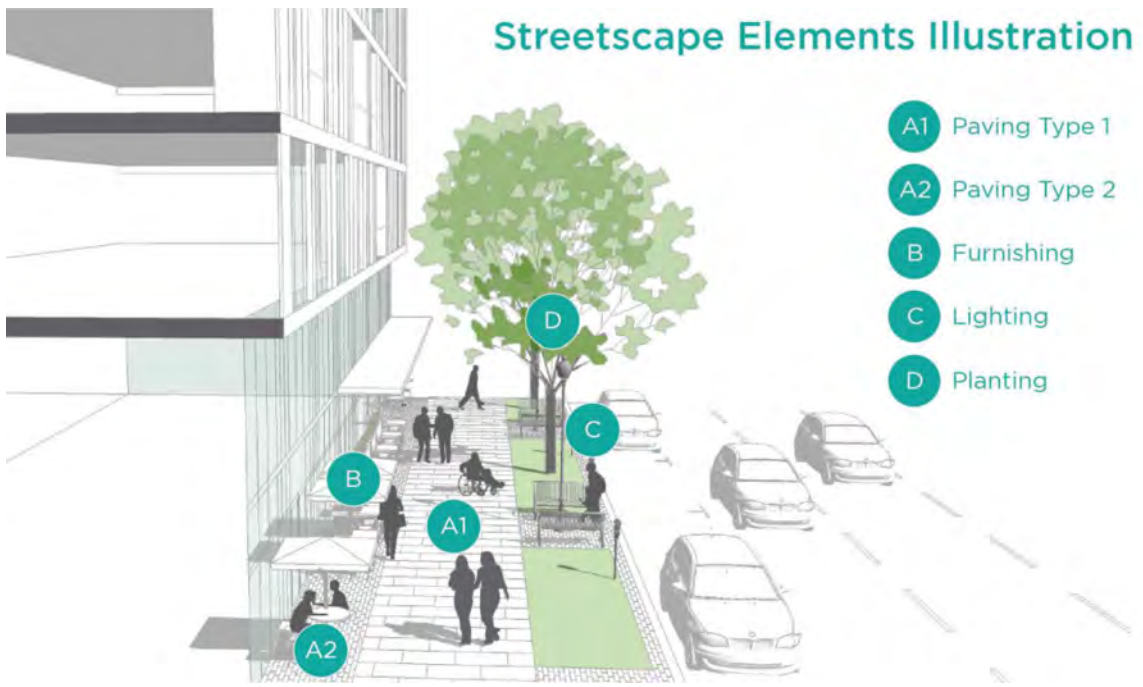 Streetscape Elements Illustration
A1 Paving Type 1
A2 Paving Type 2
B Furnishing
C Lighting
D Planting
D
C
B
A1
A2